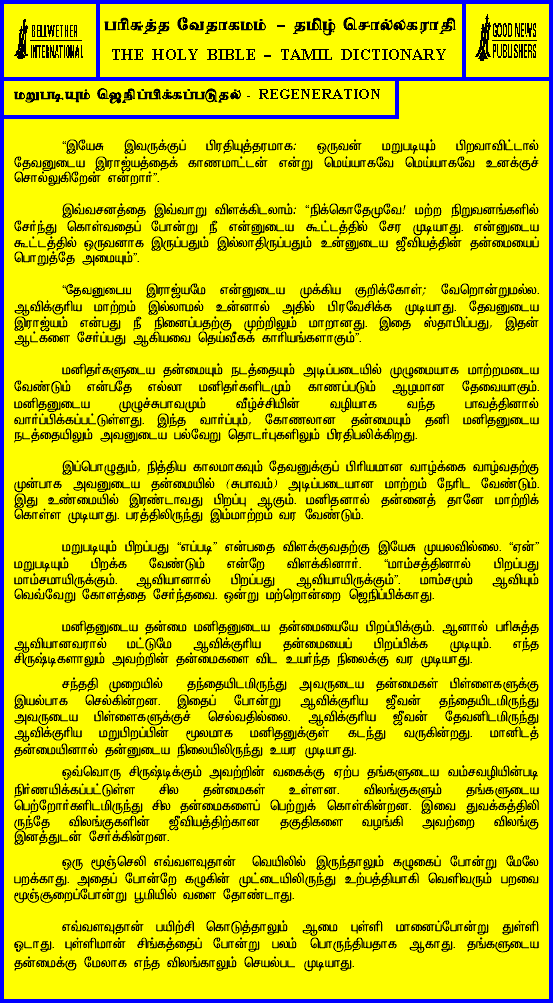 BELLWETHER
INTERNATIONAL
பரிசுத்த வேதாகமம் – தமிழ் சொல்லகராதி
THE HOLY BIBLE – TAMIL DICTIONARY
GOOD NEWS
PUBLISHERS
மறுபடியும் ஜெநிப்பிக்கப்படுதல் - REGENERATION
“இயேசு இவருக்குப் பிரதியுத்தரமாக: ஒருவன் மறுபடியும் பிறவாவிட்டால்
தேவனுடைய இராஜ்யத்தைக் காணமாட்டன் என்று மெய்யாகவே மெய்யாகவே உனக்குச்
சொல்லுகிறேன் என்றார்”.
இவ்வசனத்தை இவ்வாறு விளக்கிடலாம்: “நிக்கொதேமுவே! மற்ற நிறுவனங்களில்
சேர்ந்து கொள்வதைப் போன்று நீ என்னுடைய கூட்டத்தில் சேர முடியாது. என்னுடைய
கூட்டத்தில் ஒருவனாக இருப்பதும் இல்லாதிருப்பதும் உன்னுடைய ஜீவியத்தின் தன்மையைப்
பொறுத்தே அமையும்”.
“தேவனுடைய இராஜ்யமே என்னுடைய முக்கிய குறிக்கோள்; வேறொன்றுமல்ல.
ஆவிக்குரிய மாற்றம் இல்லாமல் உன்னால் அதில் பிரவேசிக்க முடியாது. தேவனுடைய
இராஜ்யம் என்பது நீ நினைப்பதற்கு முற்றிலும் மாறானது. இதை ஸ்தாபிப்பது, இதன்
ஆட்களை சேர்ப்பது ஆகியவை தெய்வீகக் காரியங்களாகும்”.
மனிதர்களுடைய தன்மையும் நடத்தையும் அடிப்படையில் முழுமையாக மாற்றமடைய
வேண்டும் என்பதே எல்லா மனிதர்களிடமும் காணப்படும் ஆழமான தேவையாகும்.
மனிதனுடைய முழுச்சுபாவமும் வீழ்ச்சியின் வழியாக வந்த பாவத்தினால்
வார்ப்பிக்கப்பட்டுள்ளது. இந்த வார்ப்பும், கோணலான தன்மையும் தனி மனிதனுடைய
நடத்தையிலும் அவனுடைய பல்வேறு தொடர்புகளிலும் பிரதிபலிக்கிறது.
இப்பொழுதும், நித்திய காலமாகவும் தேவனுக்குப் பிரியமான வாழ்க்கை வாழ்வதற்கு
முன்பாக அவனுடைய தன்மையில் (சுபாவம்) அடிப்படையான மாற்றம் நேரிட வேண்டும்.
இது உண்மையில் இரண்டாவது பிறப்பு ஆகும். மனிதனால் தன்னைத் தானே மாற்றிக்
கொள்ள முடியாது. பரத்திலிருந்து இம்மாற்றம் வர வேண்டும்.
மறுபடியும் பிறப்பது “எப்படி” என்பதை விளக்குவதற்கு இயேசு முயலவில்லை. “ஏன்”
மறுபடியும் பிறக்க வேண்டும் என்றே விளக்கினார். “மாம்சத்தினால் பிறப்பது
மாம்சமாயிருக்கும். ஆவியானால் பிறப்பது ஆவியாயிருக்கும்”. மாம்சமும் ஆவியும்
வெவ்வேறு கோளத்தை சேர்ந்தவை. ஒன்று மற்றொன்றை ஜெநிப்பிக்காது.
மனிதனுடைய தன்மை மனிதனுடைய தன்மையையே பிறப்பிக்கும். ஆனால் பரிசுத்த
ஆவியானவரால் மட்டுமே ஆவிக்குரிய தன்மையைப் பிறப்பிக்க முடியும். எந்த
சிருஷ்டிகளாலும் அவற்றின் தன்மைகளை விட உயர்ந்த நிலைக்கு வர முடியாது.
சந்ததி முறையில் தந்தையிடமிருந்து அவருடைய தன்மைகள் பிள்ளைகளுக்கு
இயல்பாக செல்கின்றன. இதைப் போன்று ஆவிக்குரிய ஜீவன் தந்தையிடமிருந்து
அவருடைய பிள்ளைகளுக்குச் செல்வதில்லை. ஆவிக்குரிய ஜீவன் தேவனிடமிருந்து
ஆவிக்குரிய மறுபிறப்பின் மூலமாக மனிதனுக்குள் கடந்து வருகின்றது. மானிடத்
தன்மையினால் தன்னுடைய நிலையிலிருந்து உயர முடியாது.
ஒவ்வொரு சிருஷ்டிக்கும் அவற்றின் வகைக்கு ஏற்ப தங்களுடைய வம்சவழியின்படி
நிர்ணயிக்கப்பட்டுள்ள சில தன்மைகள் உள்ளன. விலங்குகளும் தங்களுடைய
பெற்றோர்களிடமிருந்து சில தன்மைகளைப் பெற்றுக் கொள்கின்றன. இவை துவக்கத்திலி
ருந்தே விலங்குகளின் ஜீவியத்திற்கான தகுதிகளை வழங்கி அவற்றை விலங்கு
இனத்துடன் சேர்க்கின்றன.
ஒரு மூஞ்செலி எவ்வளவுதான் வெயிலில் இருந்தாலும் கழுகைப் போன்று மேலே
பறக்காது. அதைப் போன்றே கழுகின் முட்டையிலிருந்து உற்பத்தியாகி வெளிவரும் பறவை
மூஞ்சூறைப்போன்று பூமியில் வளை தோண்டாது.
எவ்வளவுதான் பயிற்சி கொடுத்தாலும் ஆமை புள்ளி மானைப்போன்று துள்ளி
ஓடாது. புள்ளிமான் சிங்கத்தைப் போன்று பலம் பொருந்தியதாக ஆகாது. தங்களுடைய
தன்மைக்கு மேலாக எந்த விலங்காலும் செயல்பட முடியாது.